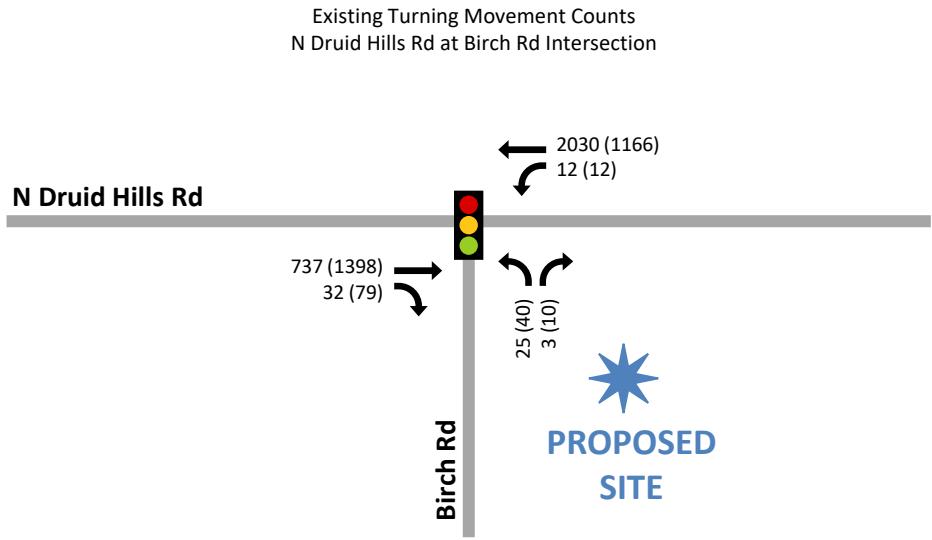 Existing Turning Movement Counts
N Druid Hills Rd at Birch Rd Intersection
2030 (1166)
12 (12)
N Druid Hills Rd
737 (1398)
32 (79)
25 (40)
3 (10)
Birch Rd
PROPOSED
SITE